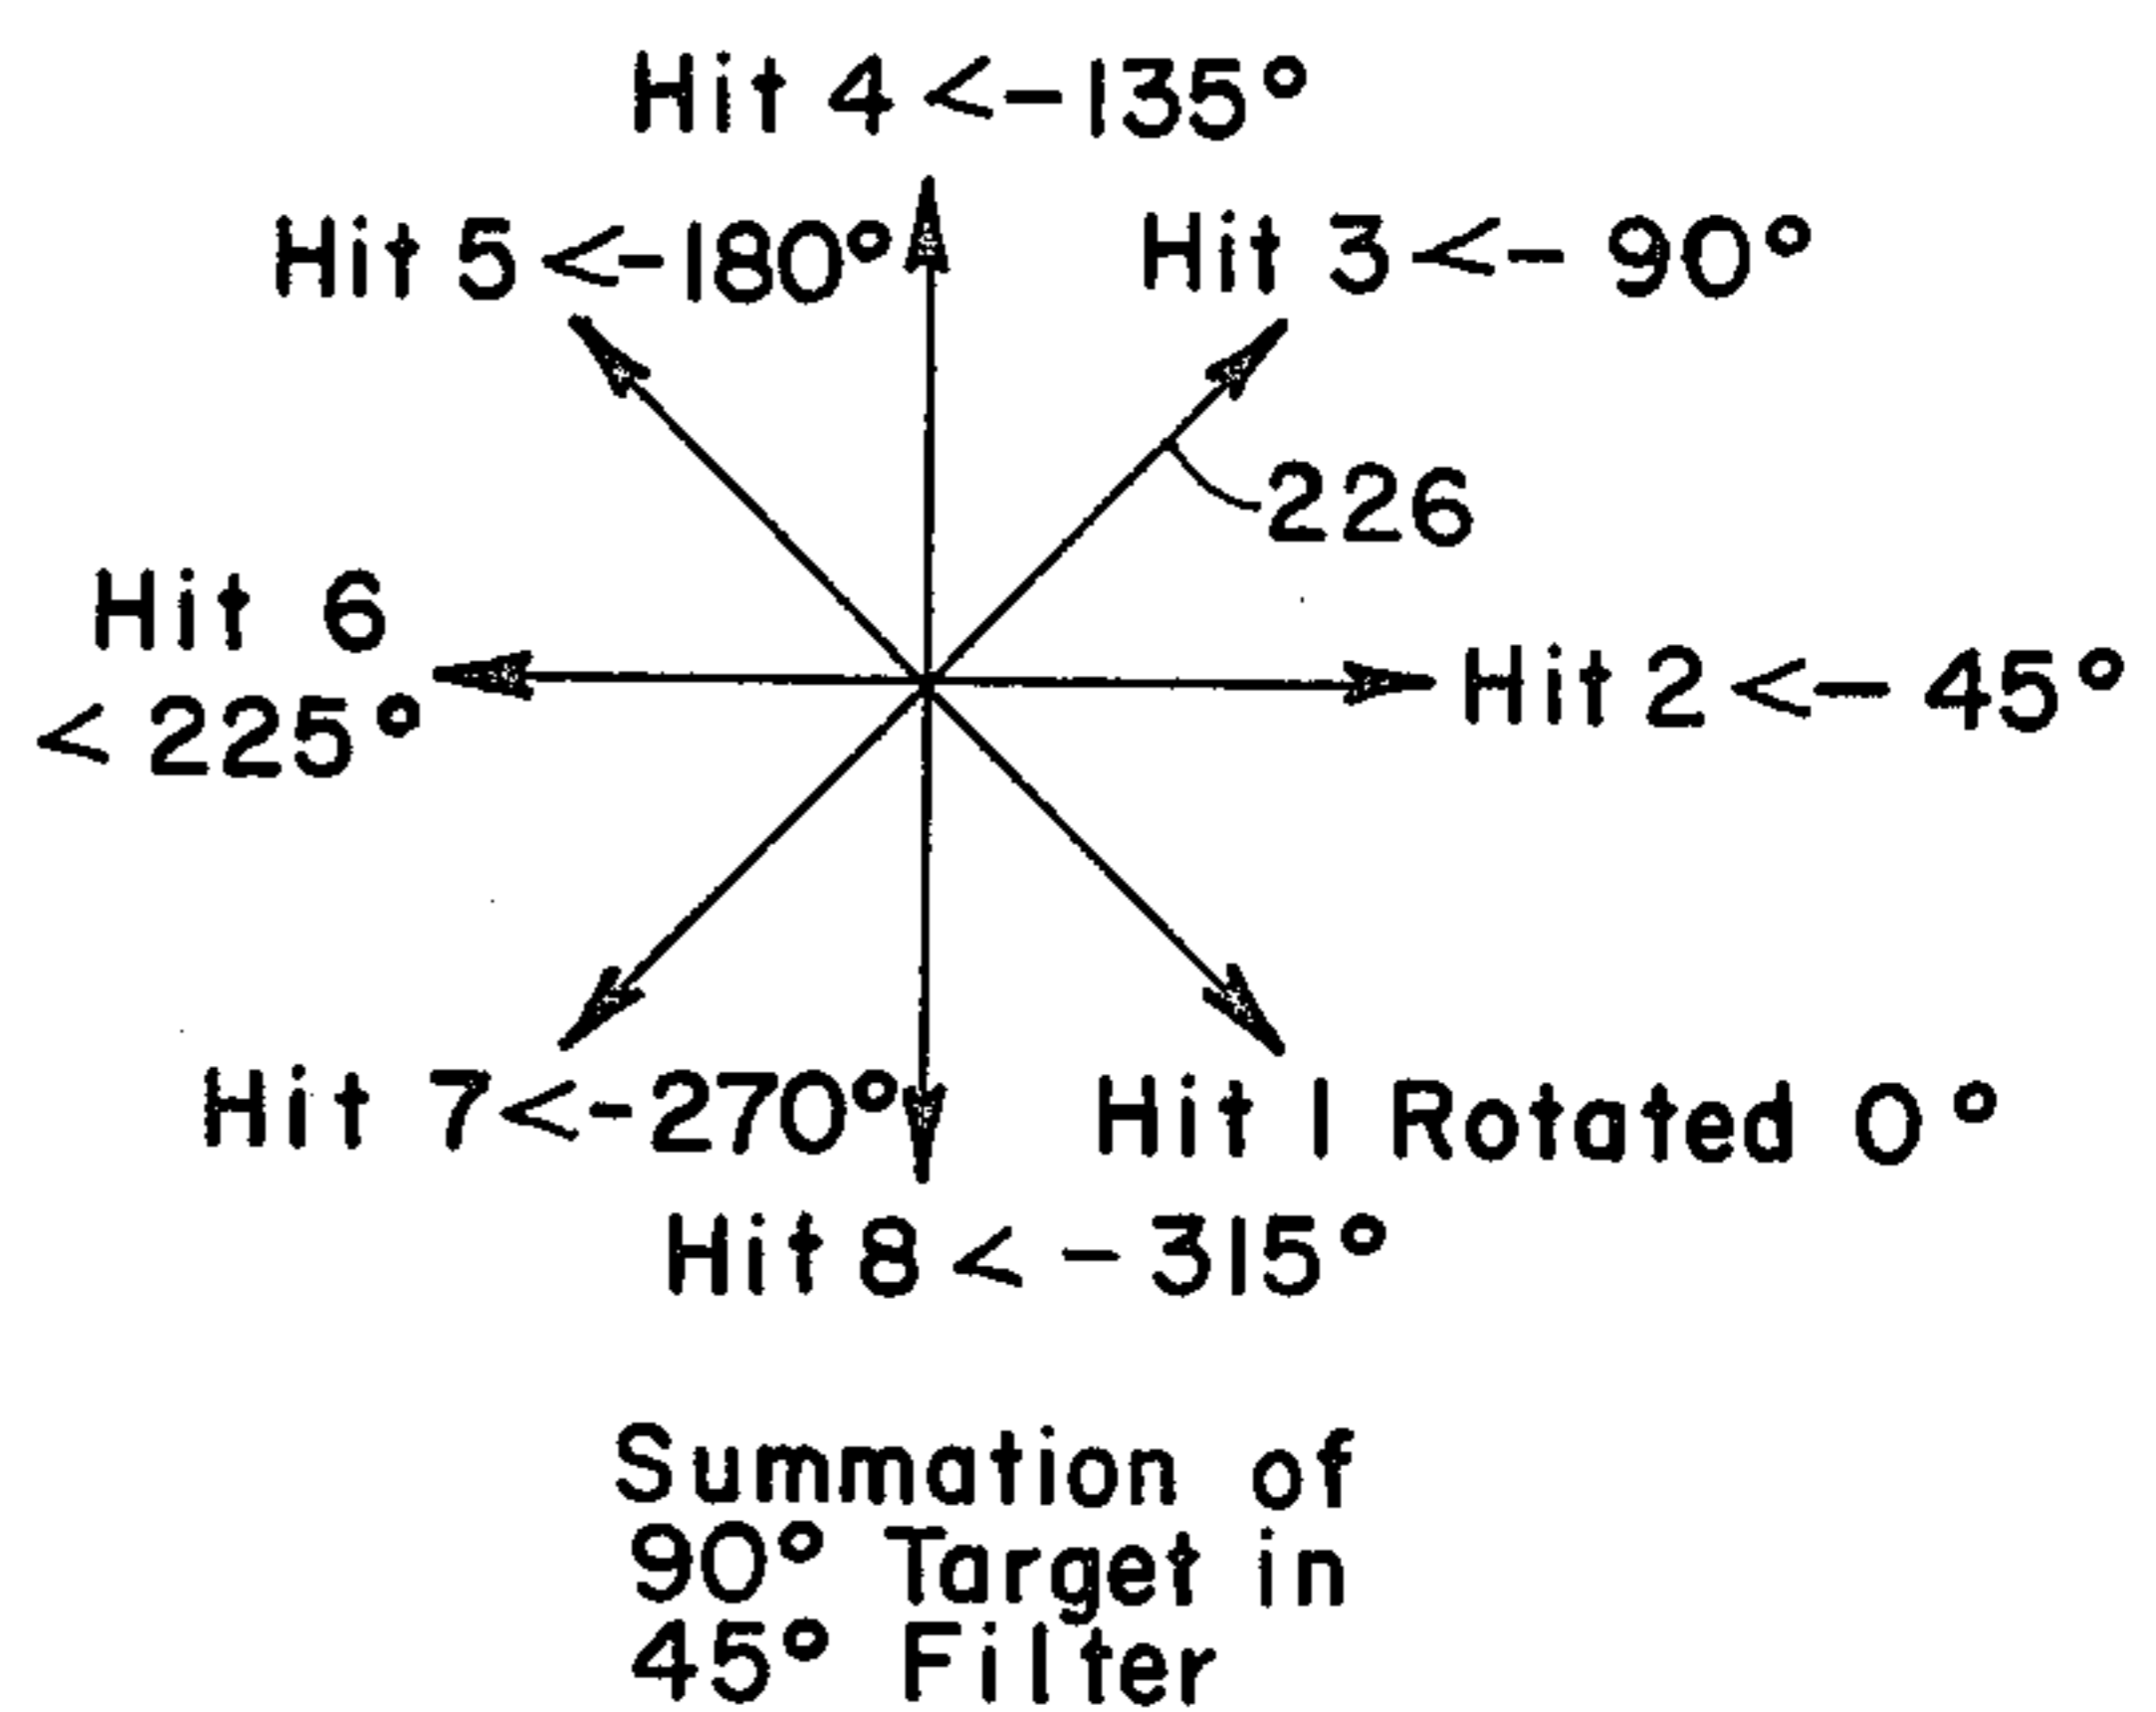 Hit 4 <-135°
Hit 5 <-180°
Hit 3 <- 90°
226
Hit 6
< 225°
Hit 2 <- 45°
Hit 7 <-270°
Hit 1 Rotated 0°
Hit 8 < - 315°
Summation of
90° Target in
45° Filter